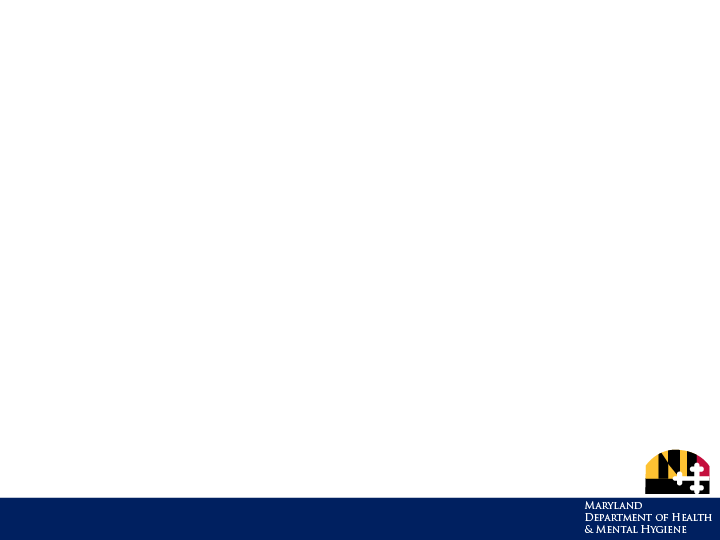 Maryland
Department of Health
& Mental Hygiene